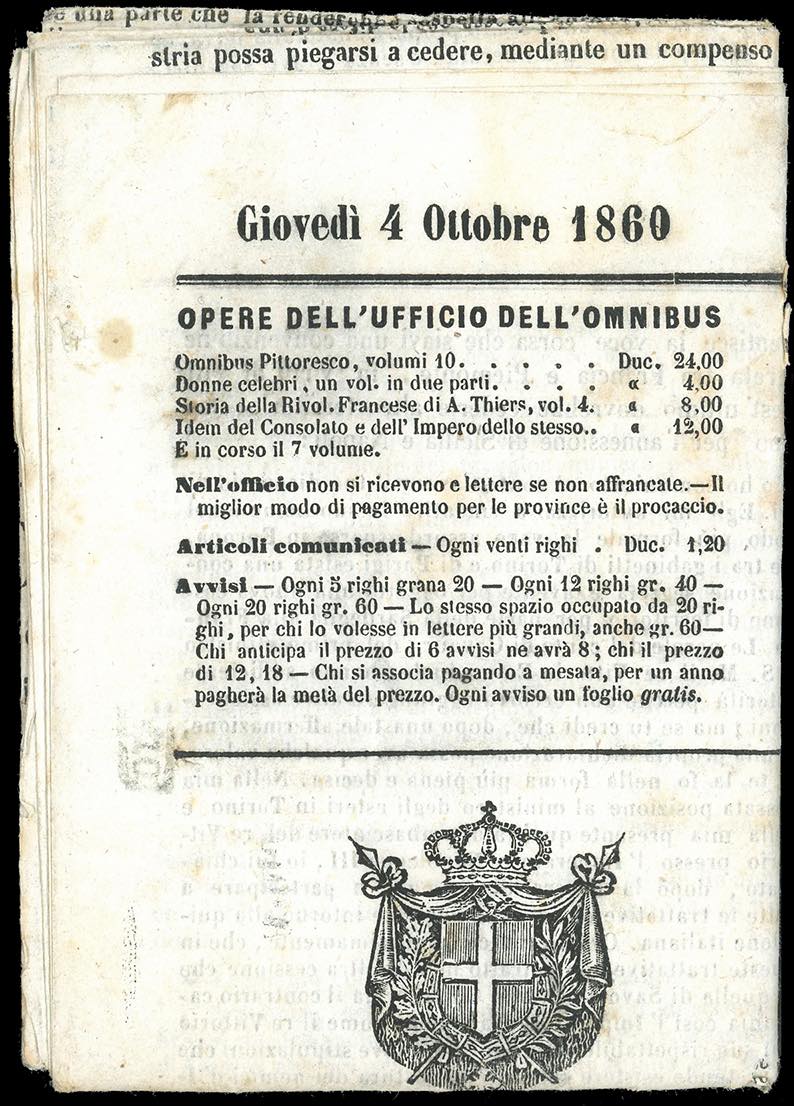 e una parte che la
stria possa piegarsi a cedere, mediante un compenso
Giovedì 4 Ottobre 1860
OPERE DELL'UFFICIO DELL'OMNIBUS
Omnibus Pittoresco, volumi 10. . . . . Duc. 24,00
Donne celebri, un vol. in due parti. . . . « 4,00
Storia della Rivol. Francese di A. Thiers, vol. 4. « 8,00
Idem del Consolato e dell' Impero dello stesso.. « 12,00
È in corso il 7 volume.
Nell'officio non si ricevono e lettere se non affrancate.—Il
miglior modo di pagamento per le province è il procaccio.
Articoli comunicati — Ogni venti righi . Duc. 1,20
Avvisi — Ogni 5 righi grana 20 — Ogni 12 righi gr. 40 —
Ogni 20 righi gr. 60 — Lo stesso spazio occupato da 20 ri-
ghi, per chi lo volesse in lettere più grandi, anche gr. 60—
Chi anticipa il prezzo di 6 avvisi ne avrà 8; chi il prezzo
di 12, 18 — Chi si associa pagando a mesata, per un anno
pagherà la metà del prezzo. Ogni avviso un foglio gratis.